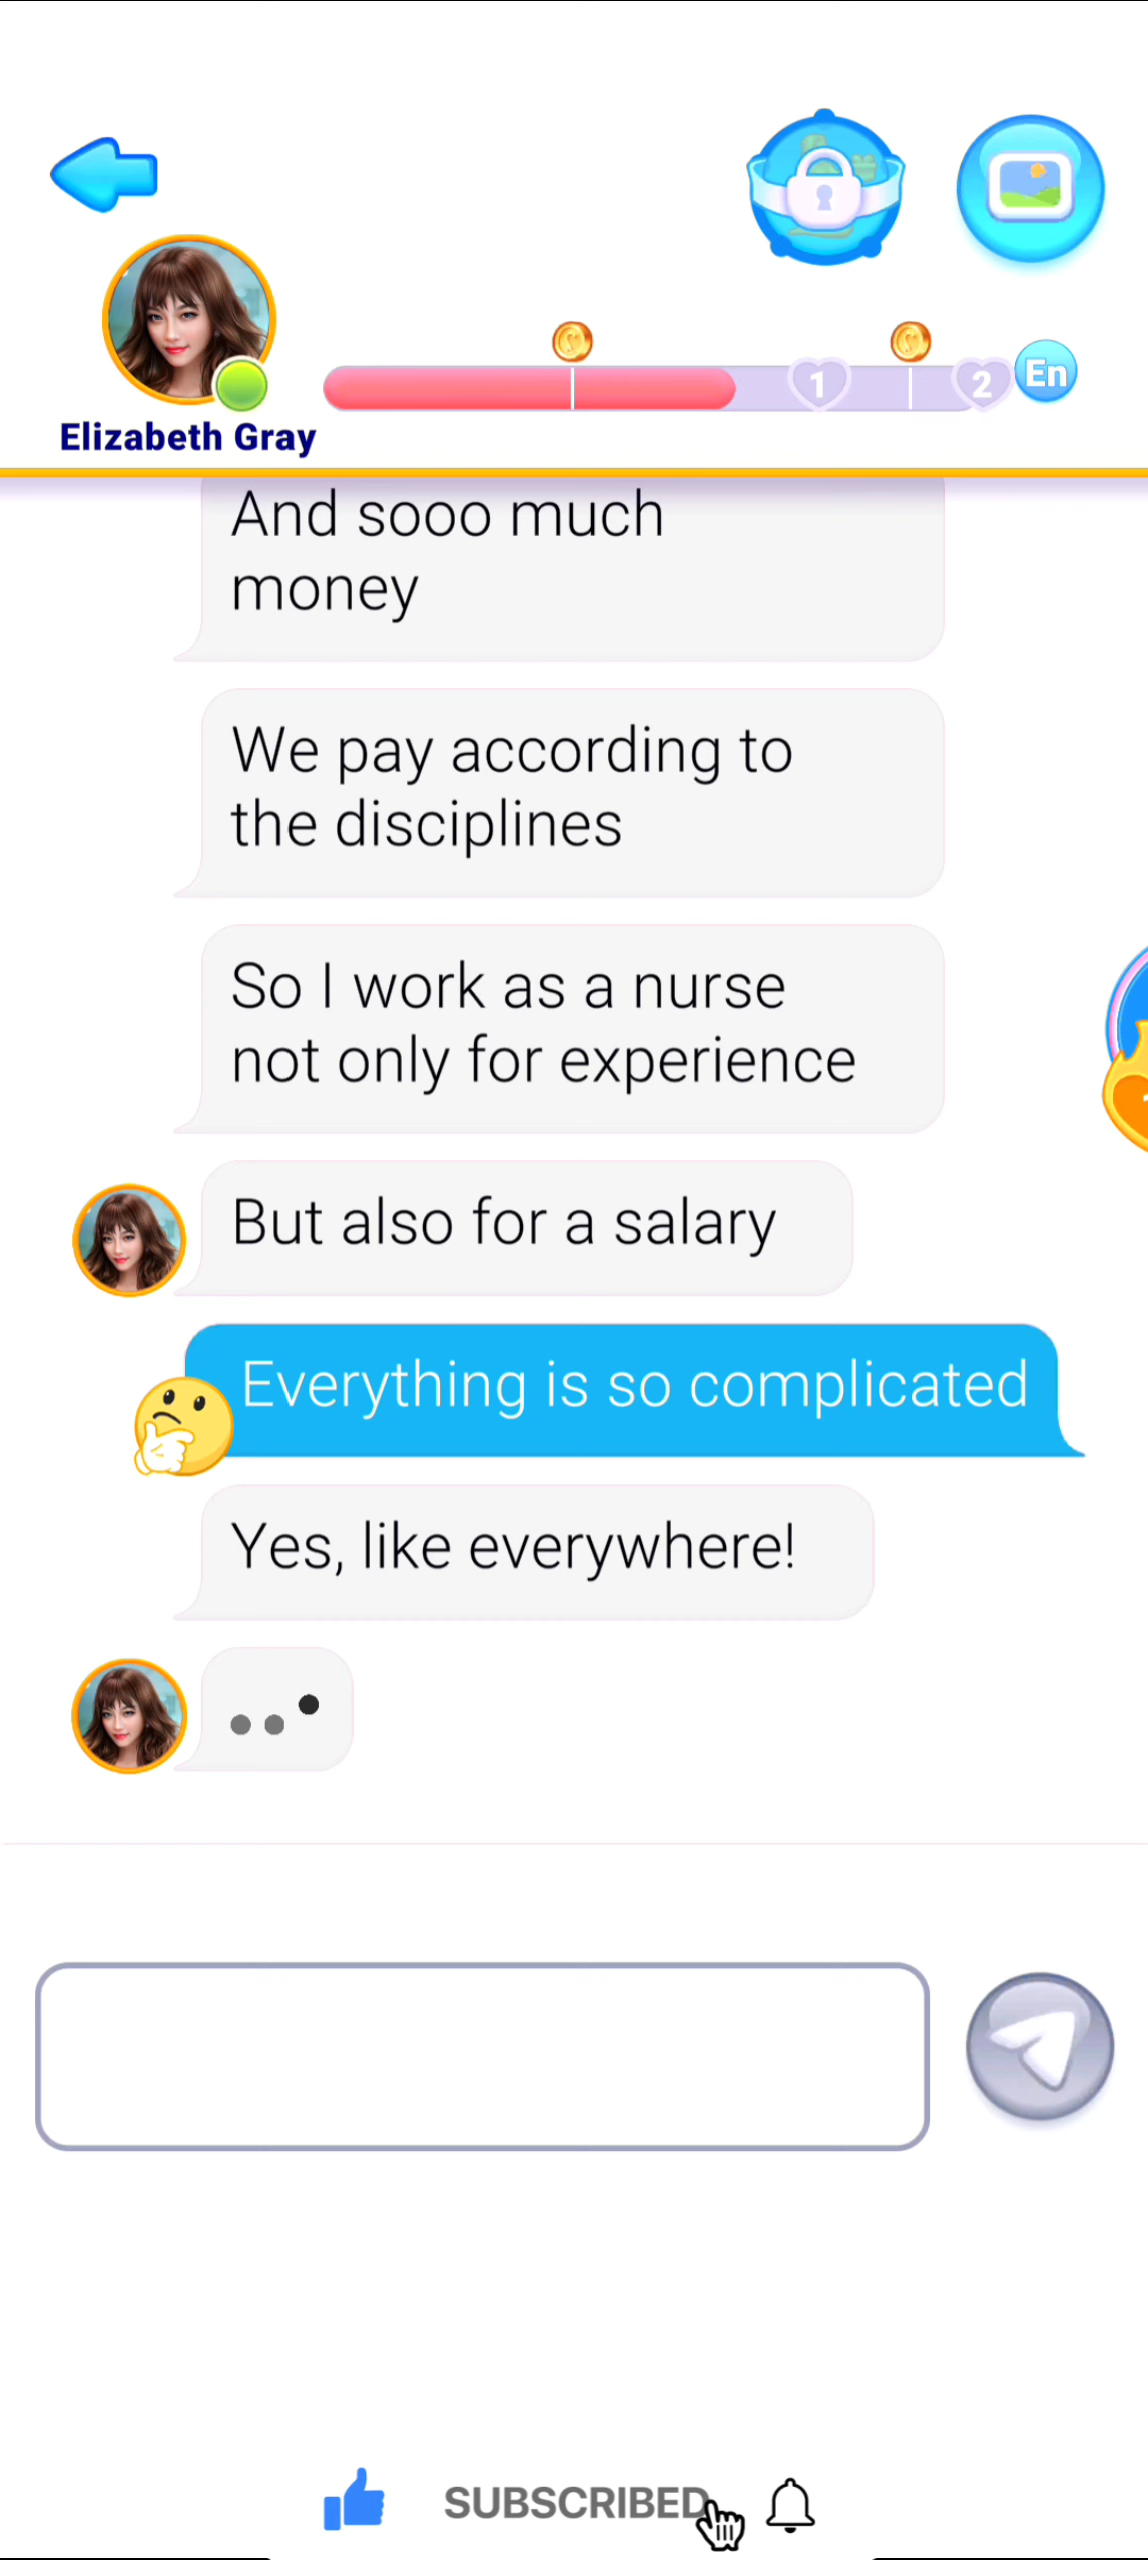 1
2
En
Elizabeth Gray
And sooo much
money
We pay according to
the disciplines
So I work as a nurse
not only for experience
But also for a salary
Everything is so complicated
Yes, like everywhere!
SUBSCRIBED